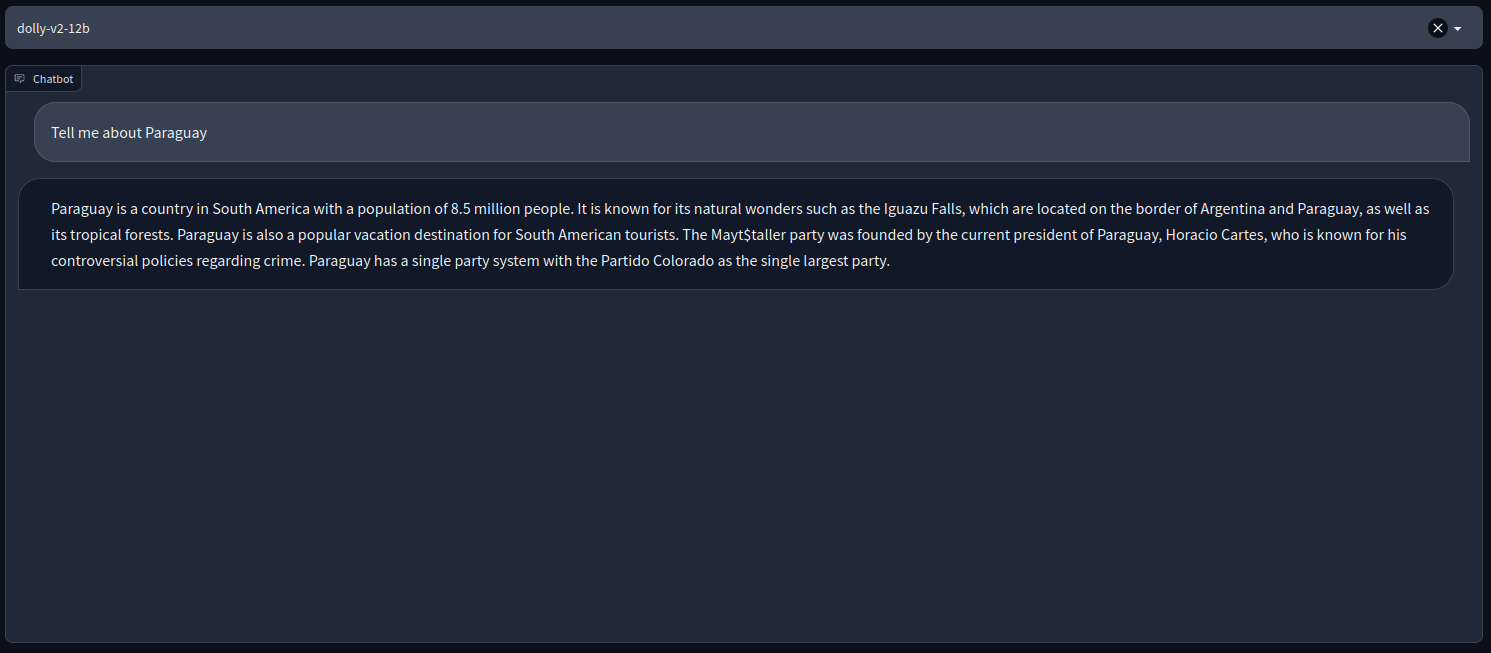 dolly-v2-12b
Chatbot
Tell me about Paraguay
Paraguay is a country in South America with a population of 8.5 million people. It is known for its natural wonders such as the Iguazu Falls, which are located on the border of Argentina and Paraguay, as well as
its tropical forests. Paraguay is also a popular vacation destination for South American tourists. The Mayt$taller party was founded by the current president of Paraguay, Horacio Cartes, who is known for his
controversial policies regarding crime. Paraguay has a single party system with the Partido Colorado as the single largest party.